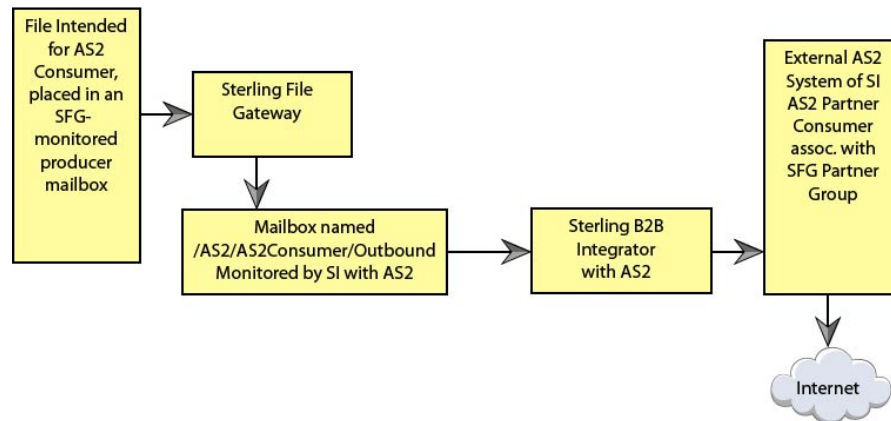 File Intended
for AS2
Consumer,
placed in an
SFG-
monitored
producer
mailbox
Sterling File
Gateway
Mailbox named
/AS2/AS2Consumer/Outbound
Monitored by SI with AS2
Sterling B2B
Integrator
with AS2
External AS2
System of SI
AS2 Partner
Consumer
assoc. with
SFG Partner
Group
Internet